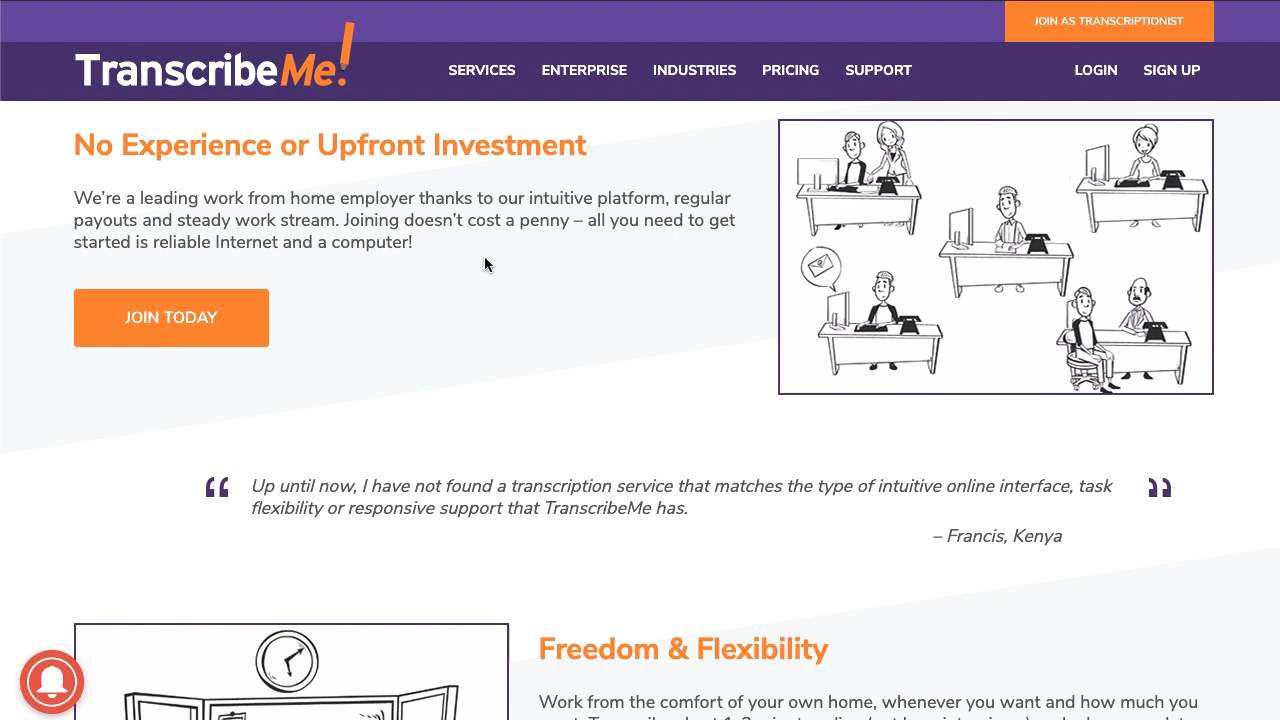 JOIN AS TRANSCRIPTIONIST
TranscribeMe!
SERVICES ENTERPRISE INDUSTRIES PRICING SUPPORT LOGIN SIGN UP
No Experience or Upfront Investment
We’re a leading work from home employer thanks to our intuitive platform, regular
payouts and steady work stream. Joining doesn’t cost a penny – all you need to get
started is reliable Internet and a computer!
JOIN TODAY
“ Up until now, I have not found a transcription service that matches the type of intuitive online interface, task ”
flexibility or responsive support that TranscribeMe has.
– Francis, Kenya
Freedom & Flexibility
Work from the comfort of your own home, whenever you want and how much you